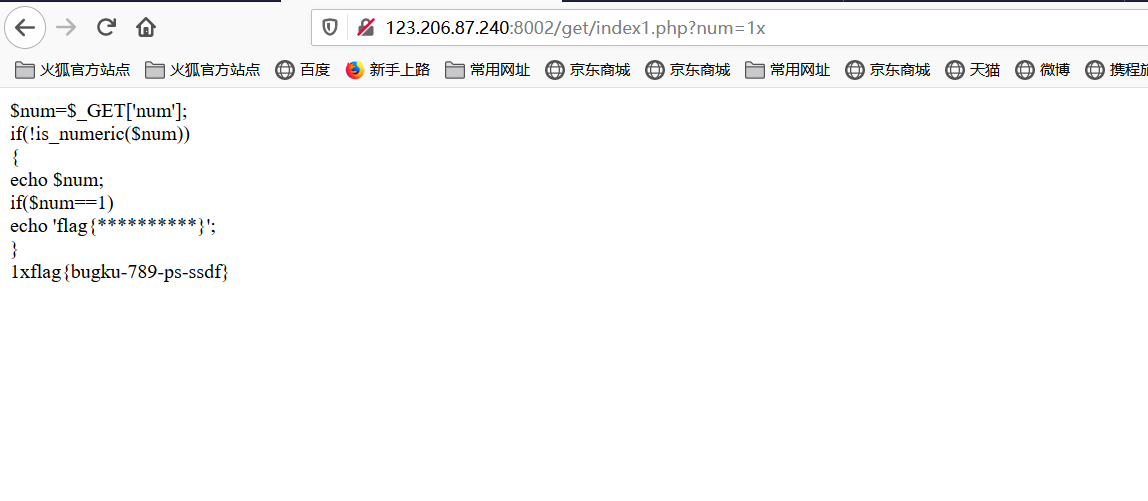 123.206.87.240:8002/get/index1.php?num=1x
火狐官方站点 火狐官方站点 百度 新手上路 常用网址 京东商城 京东商城 常用网址 京东商城 天猫 微博 携程旅
$num=$_GET['num'];
if(!is_numeric($num))
{
echo $num;
if($num==1)
echo 'flag{**********}';
}
1xflag{bugku-789-ps-ssdf}